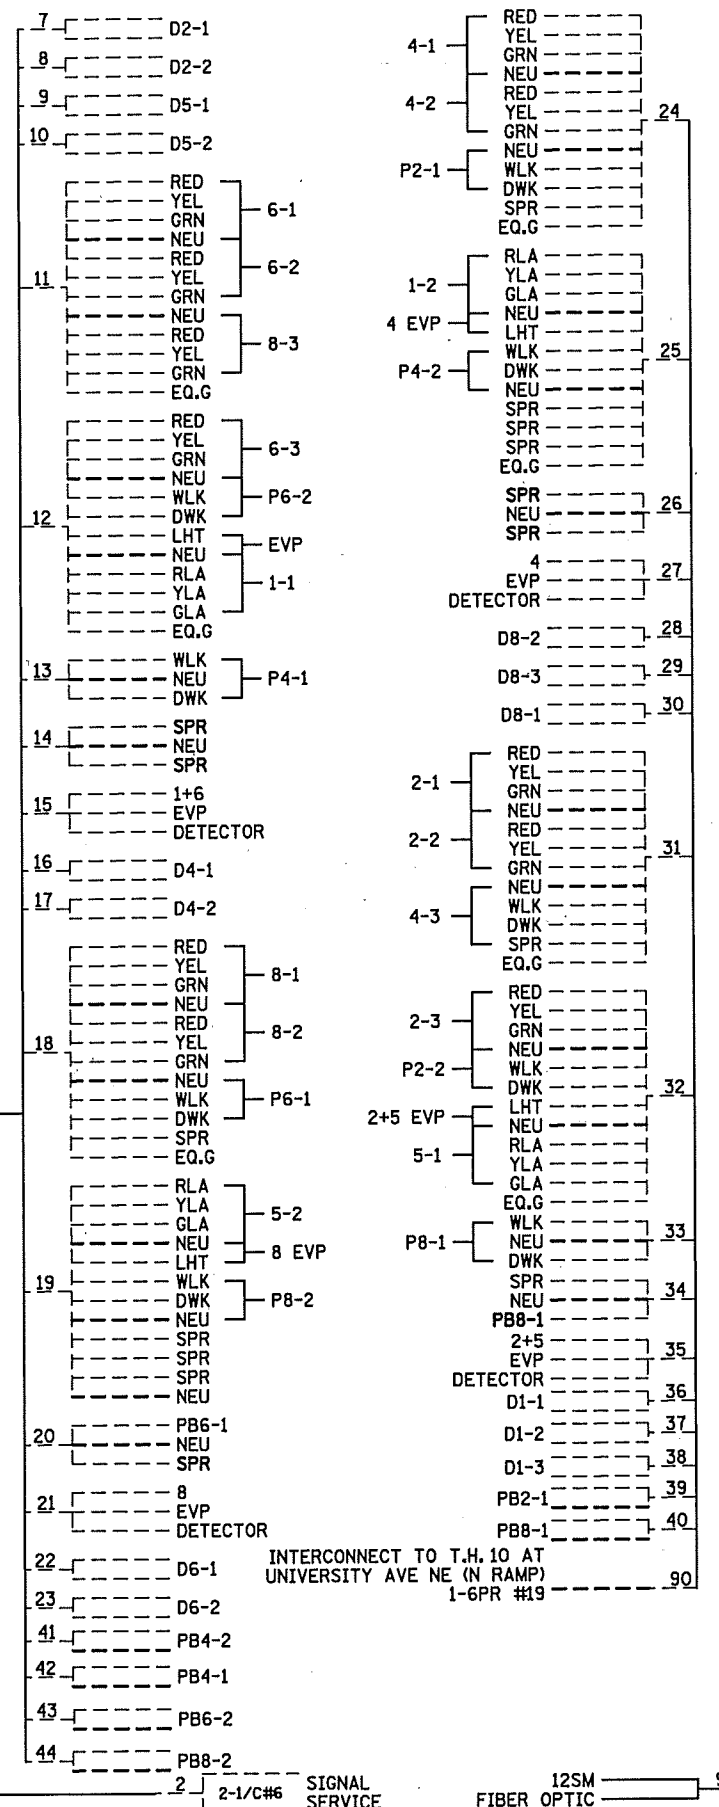 7 D2-1
8 D2-2
9 D5-1
10 D5-2
11
RED
YEL
GRN
NEU
6-1
RED
YEL
GRN
6-2
NEU
RED
YEL
GRN
8-3
EQ.G
12
RED
YEL
GRN
6-3
NEU
WLK
DWK
P6-2
LHT
EVP
NEU
RLA
YLA
GLA
1-1
EQ.G
13
WLK
NEU
DWK
P4-1
14
SPR
NEU
SPR
15
1+6
EVP
DETECTOR
16 D4-1
17 D4-2
18
RED
YEL
GRN
8-1
NEU
RED
YEL
GRN
8-2
NEU
WLK
DWK
P6-1
SPR
EQ.G
19
RLA
YLA
GLA
5-2
NEU
LHT
8 EVP
WLK
DWK
NEU
P8-2
SPR
SPR
SPR
NEU
20
PB6-1
NEU
SPR
21
8
EVP
DETECTOR
22 D6-1
23 D6-2
41 PB4-2
42 PB4-1
43 PB6-2
44 PB8-2
2
2-1/C#6
SIGNAL
SERVICE
4-1
RED
YEL
GRN
NEU
4-2
RED
YEL
GRN
24
P2-1
NEU
WLK
DWK
SPR
EQ.G
1-2
RLA
YLA
GLA
NEU
4 EVP
LHT
25
P4-2
WLK
DWK
NEU
SPR
SPR
SPR
EQ.G
SPR
NEU
SPR
26
4
EVP
DETECTOR
27
D8-2 28
D8-3 29
D8-1 30
2-1
RED
YEL
GRN
NEU
2-2
RED
YEL
GRN
31
4-3
NEU
WLK
DWK
SPR
EQ.G
2-3
RED
YEL
GRN
NEU
P2-2
WLK
DWK
32
2+5 EVP
LHT
NEU
5-1
RLA
YLA
GLA
EQ.G
P8-1
WLK
NEU
DWK
33
SPR
NEU
PB8-1
34
2+5
EVP
DETECTOR
35
D1-1 36
D1-2 37
D1-3 38
PB2-1 39
PB8-1 40
INTERCONNECT TO T.H.10 AT
UNIVERSITY AVE NE (N RAMP)
1-6PR #19 90
12SM
FIBER OPTIC